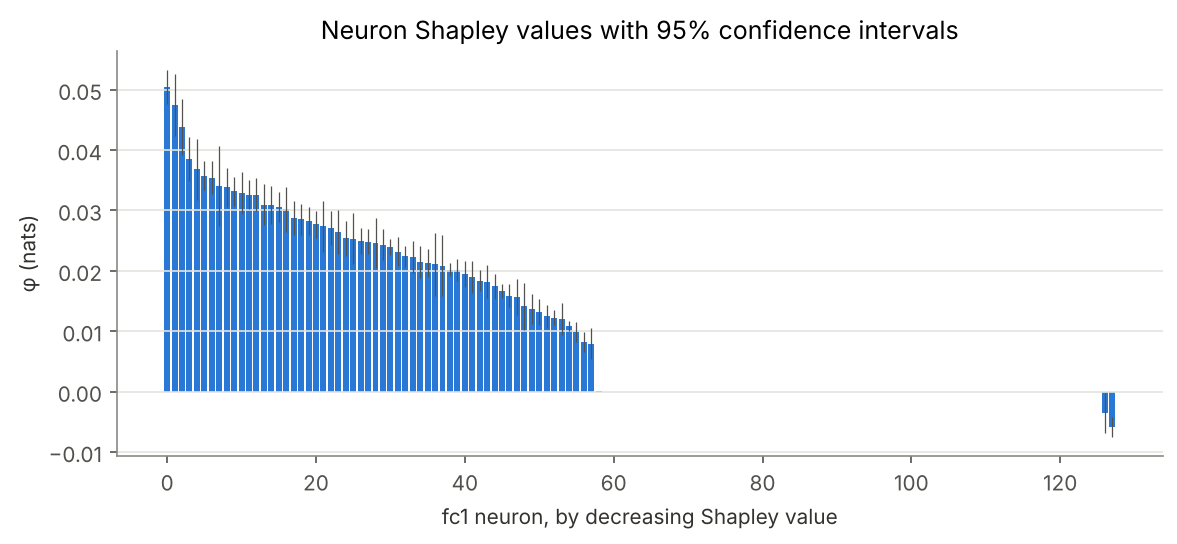 Neuron Shapley values with 95% confidence intervals
φ (nats)
0.05
0.04
0.03
0.02
0.01
0.00
−0.01
0 20 40 60 80 100 120
fc1 neuron, by decreasing Shapley value